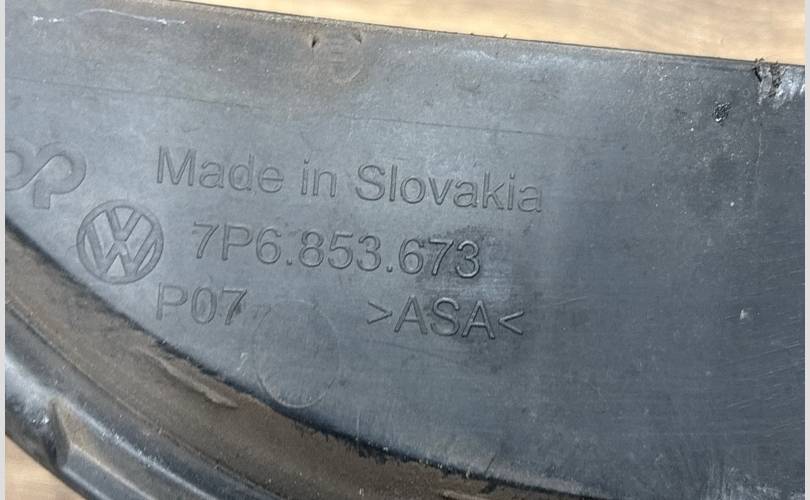 Made in Slovakia
7P6.853.673
P07
>ASA<